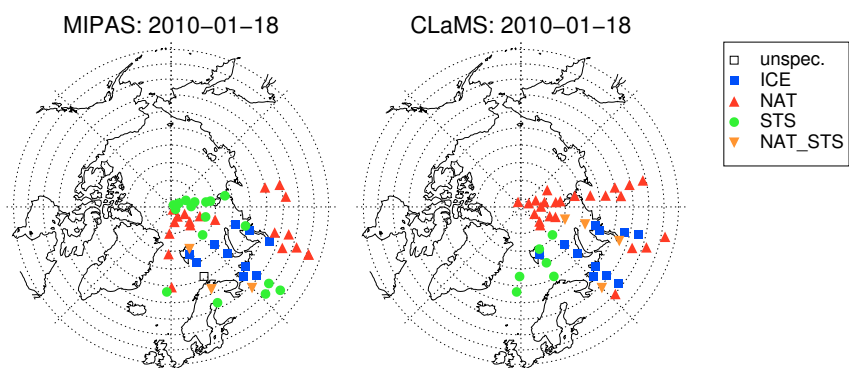 MIPAS: 2010−01−18
CLaMS: 2010−01−18
unspec.
ICE
NAT
STS
NAT_STS